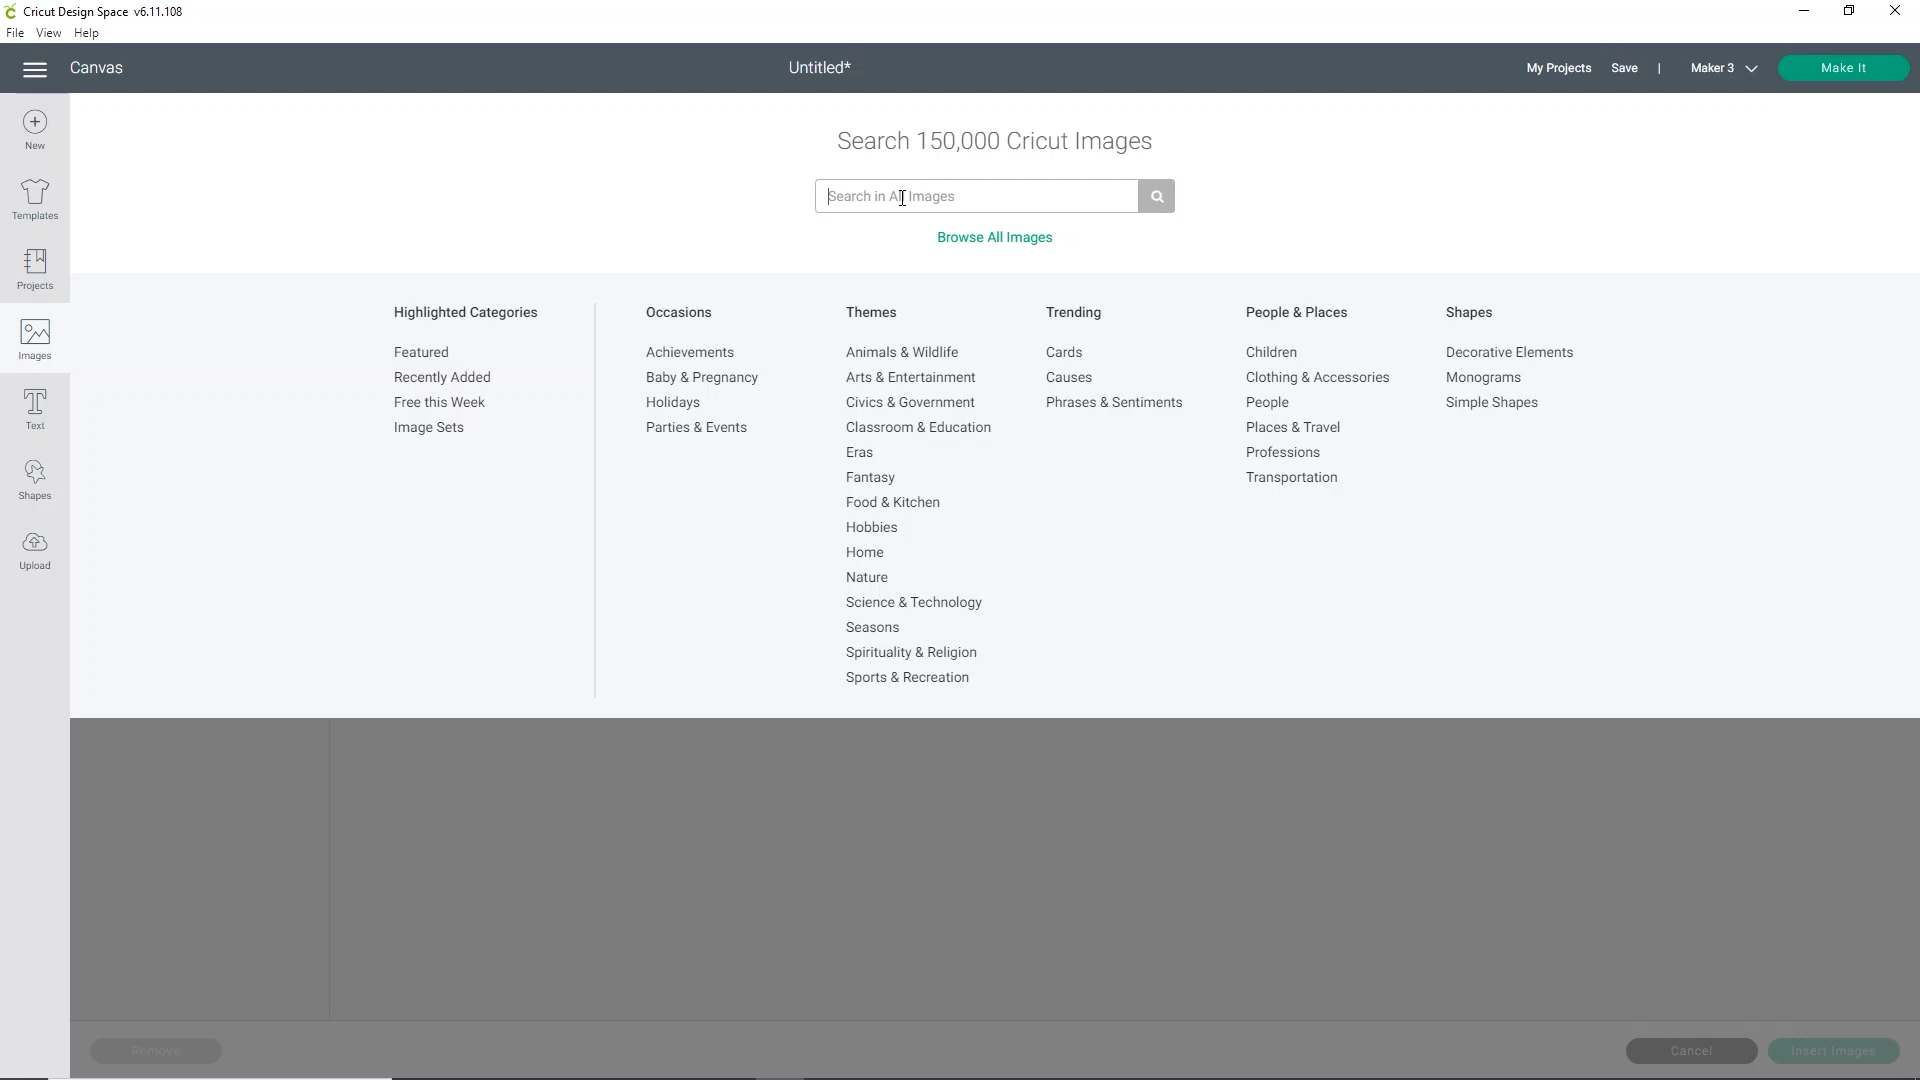 Cricut Design Space v6.11.108
File View Help
Canvas
Untitled*
My Projects Save | Maker 3 Make It
New
Templates
Projects
Images
Text
Shapes
Upload
Search 150,000 Cricut Images
Search in All Images
Browse All Images
Highlighted Categories
Featured
Recently Added
Free this Week
Image Sets
Occasions
Achievements
Baby & Pregnancy
Holidays
Parties & Events
Themes
Animals & Wildlife
Arts & Entertainment
Civics & Government
Classroom & Education
Eras
Fantasy
Food & Kitchen
Hobbies
Home
Nature
Science & Technology
Seasons
Spirituality & Religion
Sports & Recreation
Trending
Cards
Causes
Phrases & Sentiments
People & Places
Children
Clothing & Accessories
People
Places & Travel
Professions
Transportation
Shapes
Decorative Elements
Monograms
Simple Shapes
Remove
Cancel
Insert Images